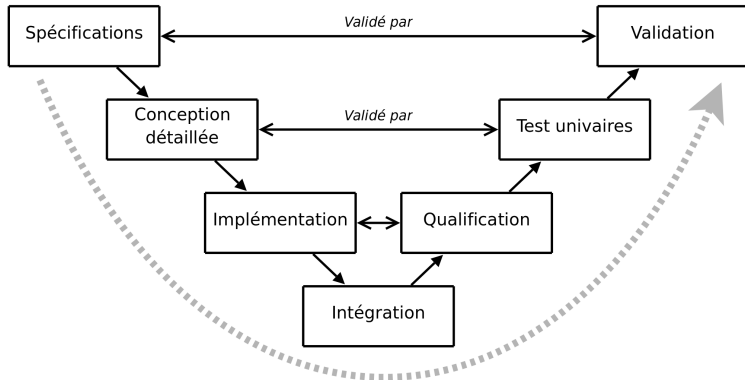 Spécifications
Validé par
Validation
Conception
détaillée
Validé par
Test univaires
Implémentation
Qualification
Intégration